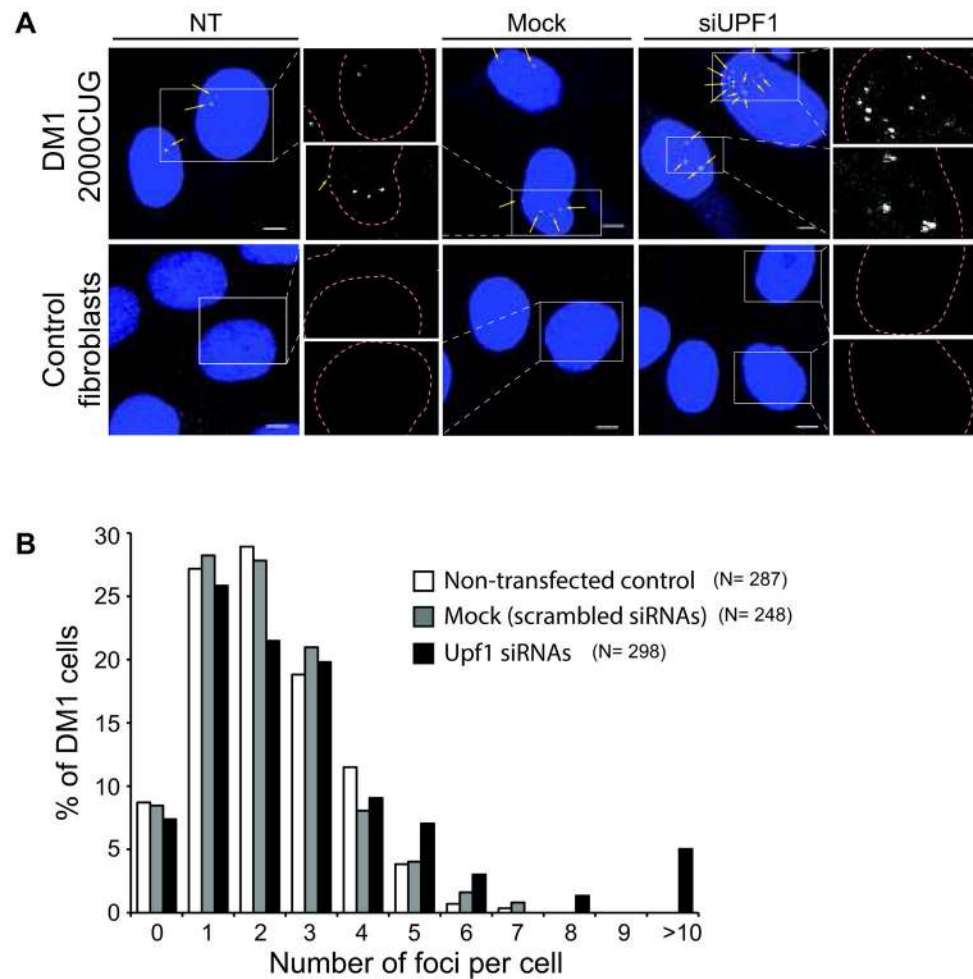 A
NT
Mock
siUPF1
DM1
2000CUG
Control
fibroblasts
B
% of DM1 cells
30
25
20
15
10
5
0
Non-transfected control (N= 287)
Mock (scrambled siRNAs) (N= 248)
Upf1 siRNAs (N= 298)
0 1 2 3 4 5 6 7 8 9 >10
Number of foci per cell